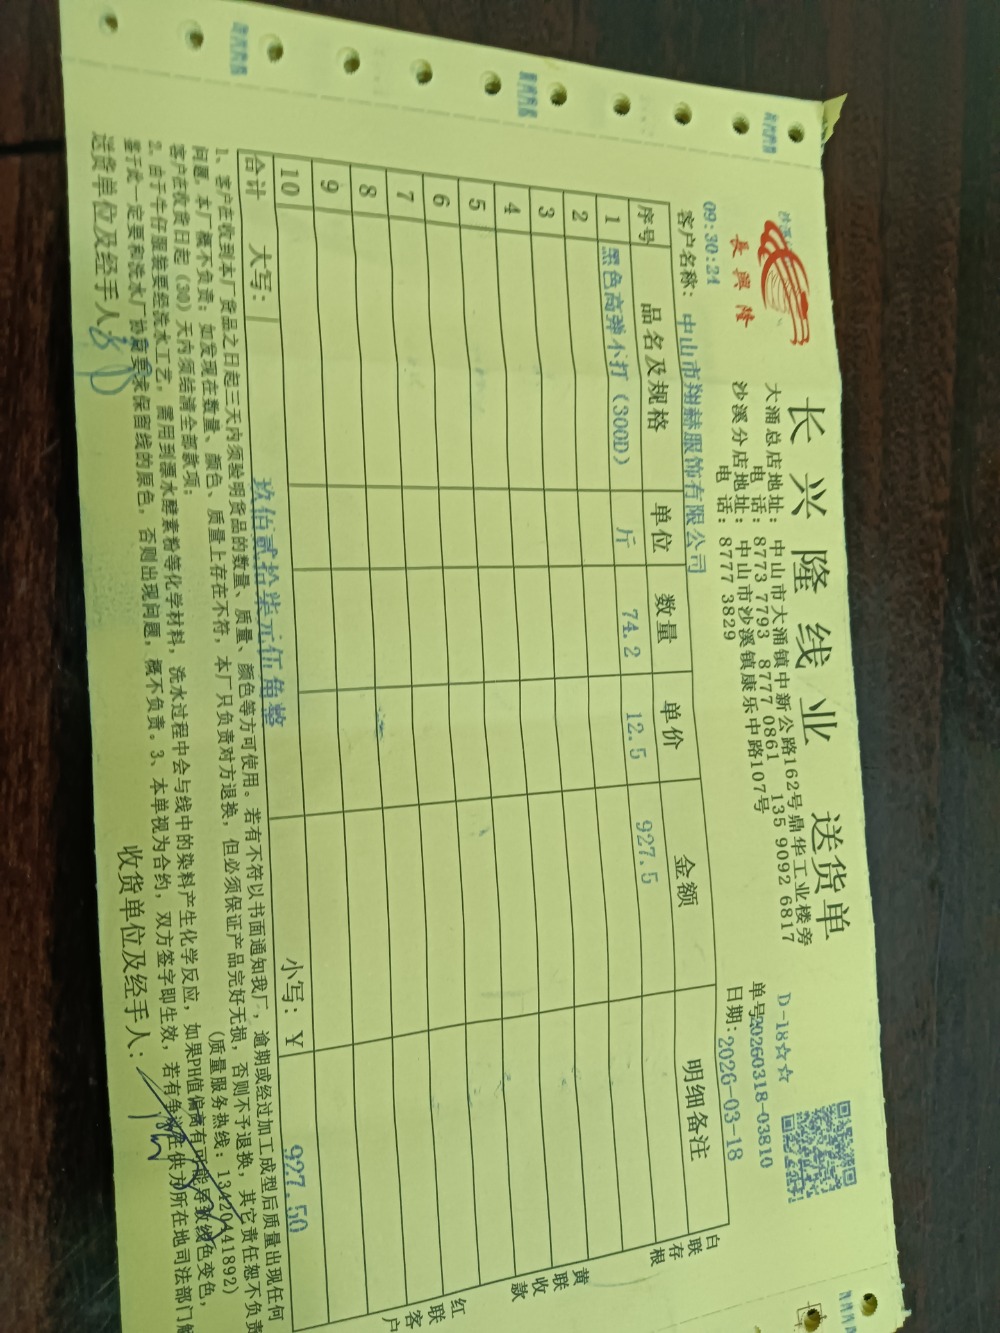 長興隆
长兴隆线业 送货单
大涌总店地址：中山市大涌镇中新公路162号鼎华工业楼旁
电 话：8773 7793 8777 0861 135 9092 6817
沙溪分店地址：中山市沙溪镇康乐中路107号
电 话：8777 3829
D-18☆☆
单号20260318-03810
09:30:24
日期：2026-03-18
客户名称：中山市翔赫服饰有限公司
序号 品名及规格 单位 数量 单价 金额 明细备注
1 黑色高弹不打（300D） 斤 74.2 12.5 927.5
2
3
4
5
6
7
8
9
10
合计 大写：玖佰贰拾柒元伍角整 小写：￥ 927.50
白联存根
黄联收款
红联客户
1、客户在收到本厂货品之日起三天内须验明货品的数量、质量、颜色等方可使用。若有不符以书面通知我厂，逾期或经过加工成型后质量出现任何
问题，本厂概不负责；如发现在数量、颜色、质量上存在不符，本厂只负责对方退换，但必须保证产品完好无损，否则不予退换，其它责任恕不负责
客户在收货日起（30）天内须结清全部款项；（质量服务热线：13420441892）
2、由于牛仔服装要经洗水工艺，需用到漂水酵素粉等化学材料，洗水过程中会与线中的染料产生化学反应，如果PH值偏离有可能导致线色变色，
鉴于此一定要和洗水厂协商要求保留线的原色，否则出现问题，概不负责。3、本单视为合约，双方签字即生效，若有争议在供方所在地司法部门解
送货单位及经手人： 收货单位及经手人：